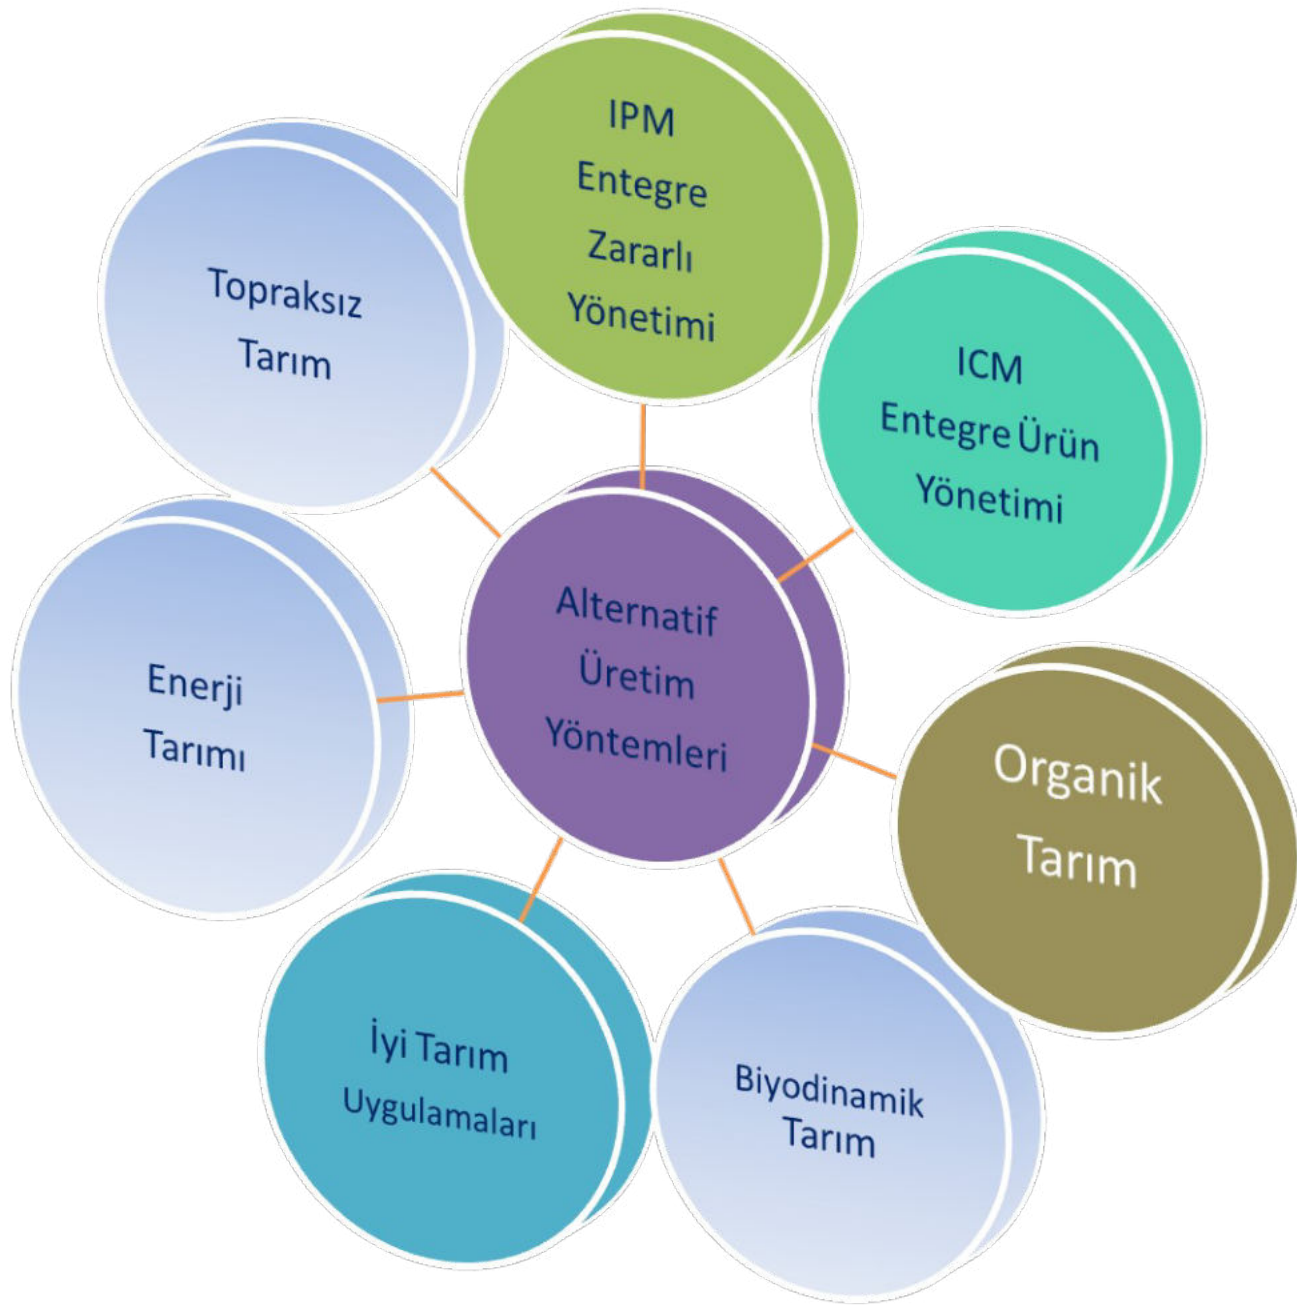 IPM
Entegre
Zararlı
Yönetimi
ICM
Entegre Ürün
Yönetimi
Organik
Tarım
Biyodinamik
Tarım
İyi Tarım
Uygulamaları
Enerji
Tarımı
Topraksız
Tarım
Alternatif
Üretim
Yöntemleri